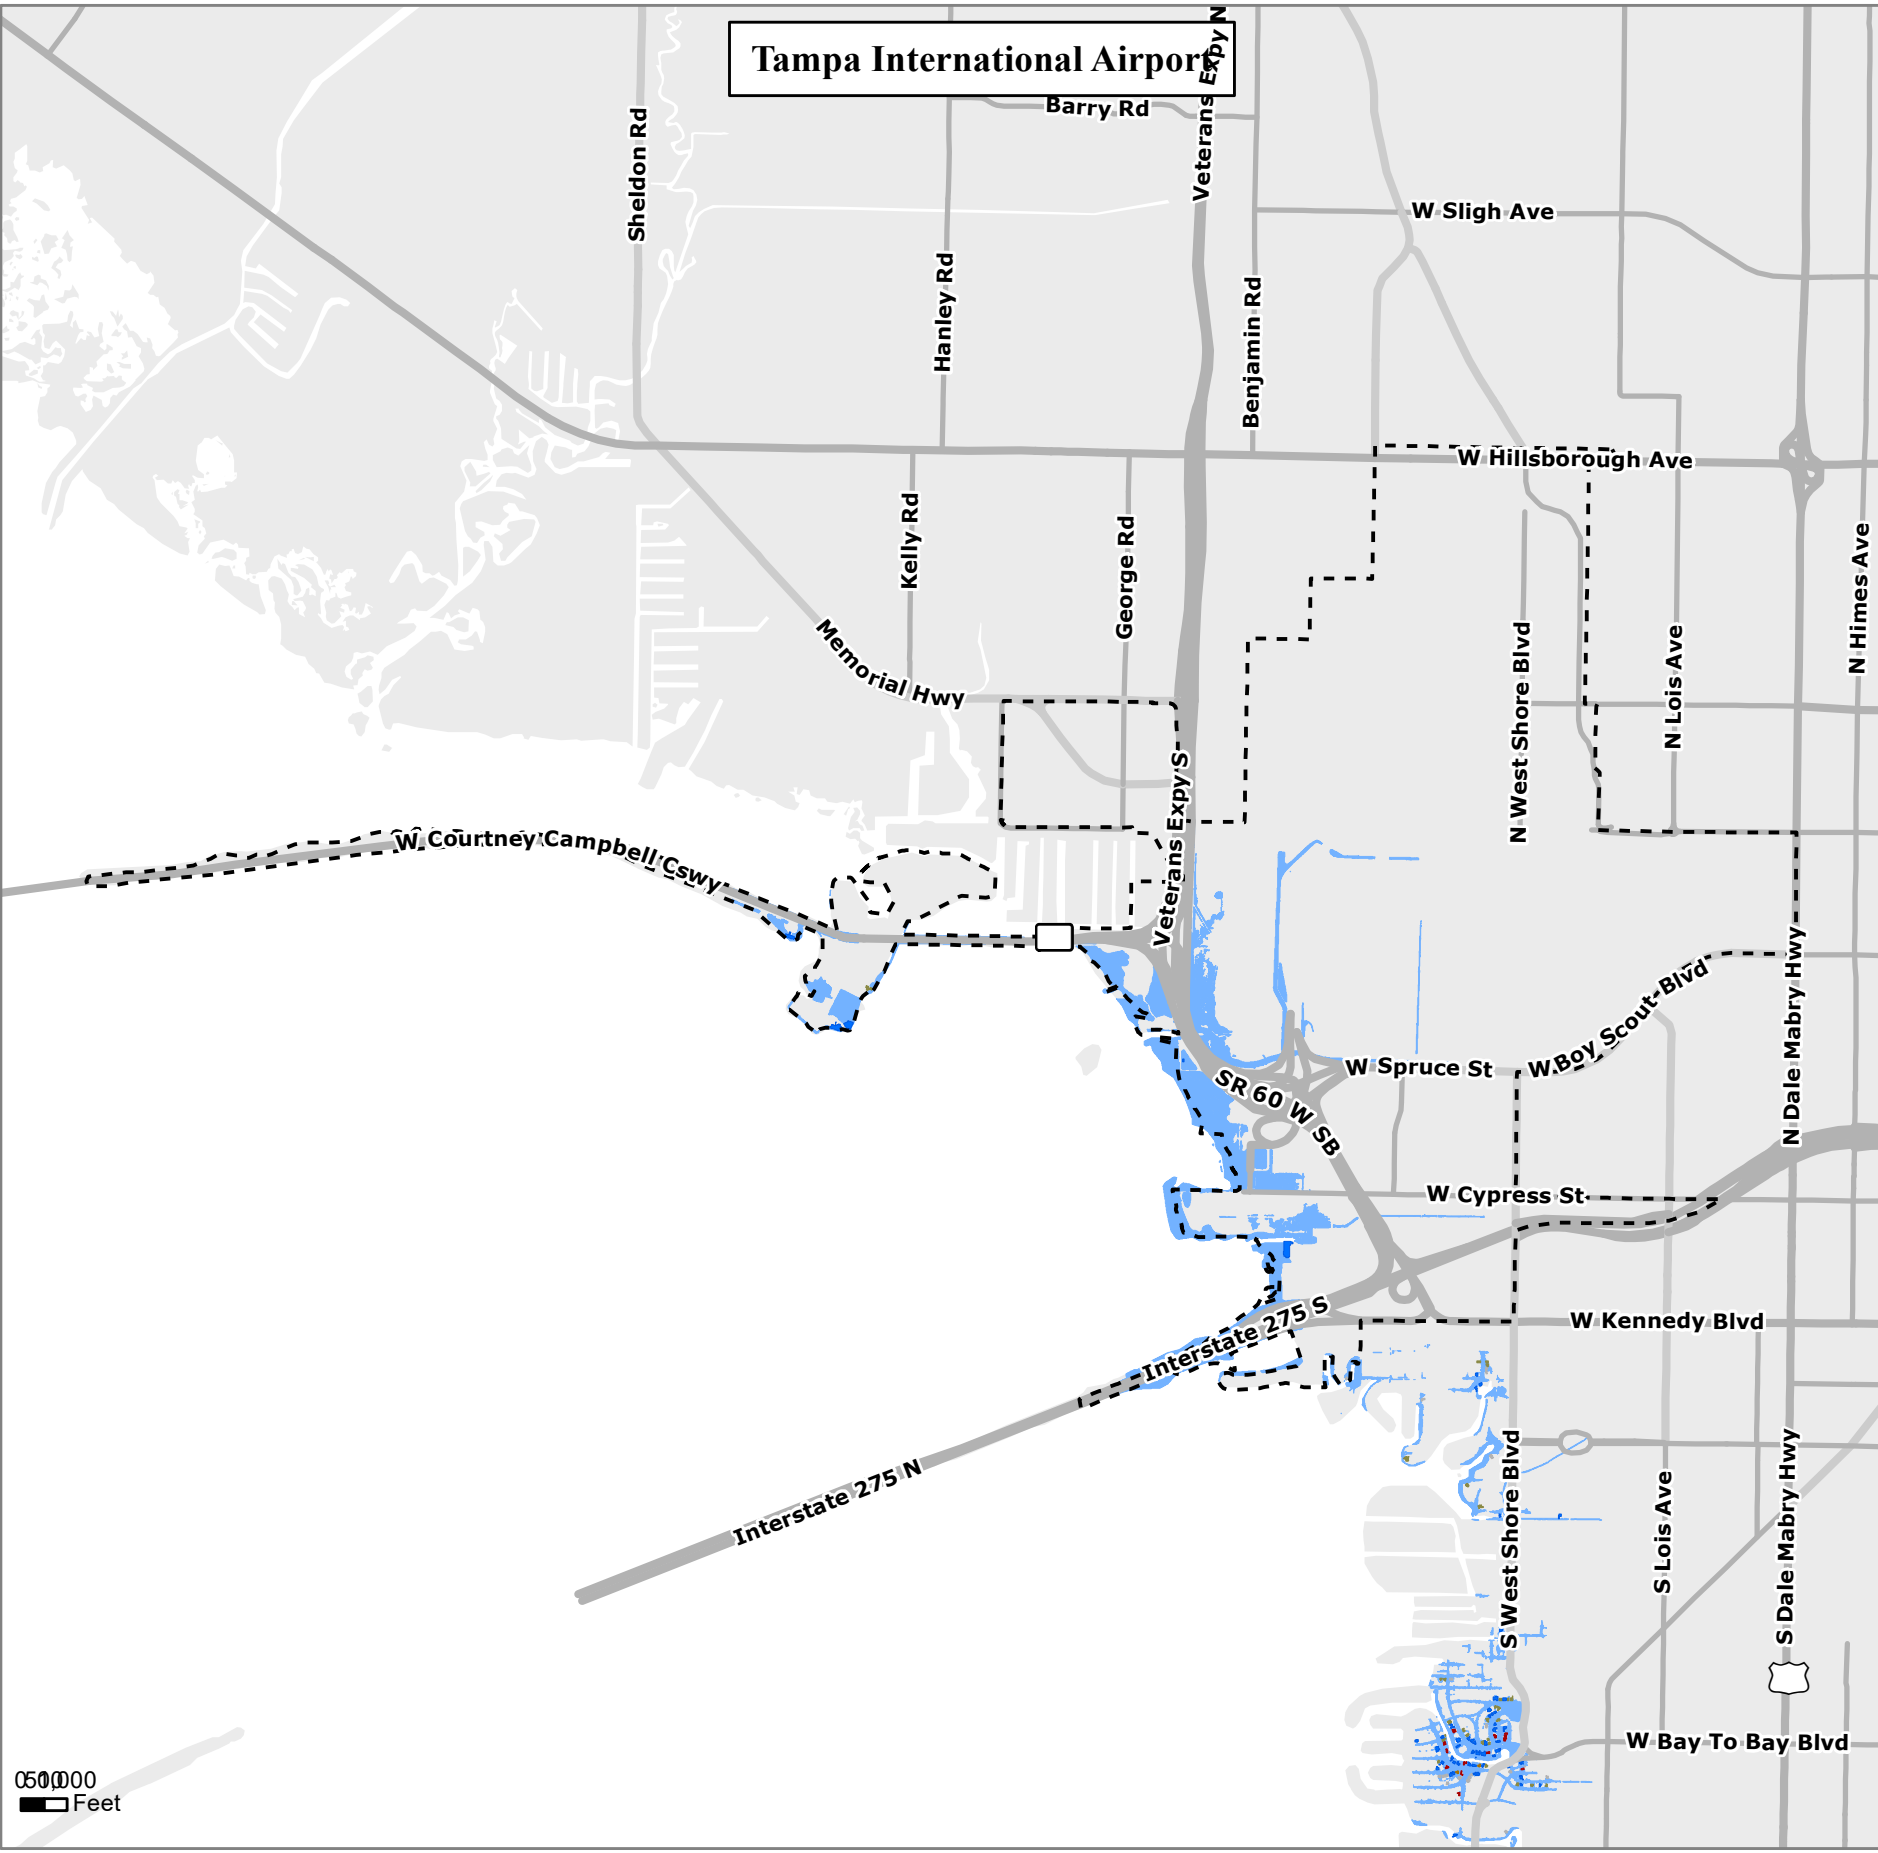 Tampa International Airport
Veterans Expy N
Barry Rd
Sheldon Rd
W Sligh Ave
Hanley Rd
Benjamin Rd
W Hillsborough Ave
Kelly Rd
George Rd
N Himes Ave
Memorial Hwy
N West Shore Blvd
N Lois Ave
Veterans Expy S
W Courtney Campbell Cswy
W Boy Scout Blvd
N Dale Mabry Hwy
W Spruce St
SR 60 W SB
W Cypress St
Interstate 275 S
W Kennedy Blvd
Interstate 275 N
S West Shore Blvd
S Lois Ave
S Dale Mabry Hwy
W Bay To Bay Blvd
Feet